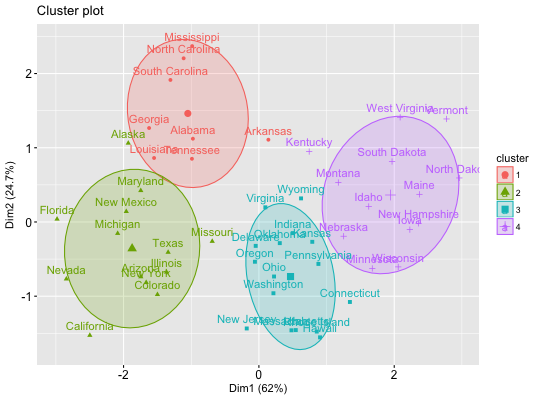 Cluster plot
Mississippi
North Carolina
South Carolina
Georgia
Alabama
Alaska
Louisiana
Tennessee
Arkansas
Kentucky
West Virginia
Vermont
South Dakota
North Dako
Montana
Maine
Idaho
New Hampshire
Iowa
Nebraska
Minnesota
Wisconsin
Maryland
New Mexico
Florida
Michigan
Texas
Missouri
Illinois
Arizona
New York
Colorado
Nevada
California
Wyoming
Virginia
Indiana
Oklahoma
Kansas
Delaware
Oregon
Pennsylvania
Ohio
Washington
Connecticut
New Jersey
Rhode Island
Hawaii
2
1
0
-1
-2
0
2
Dim1 (62%)
Dim2 (24.7%)
cluster
1
2
3
4